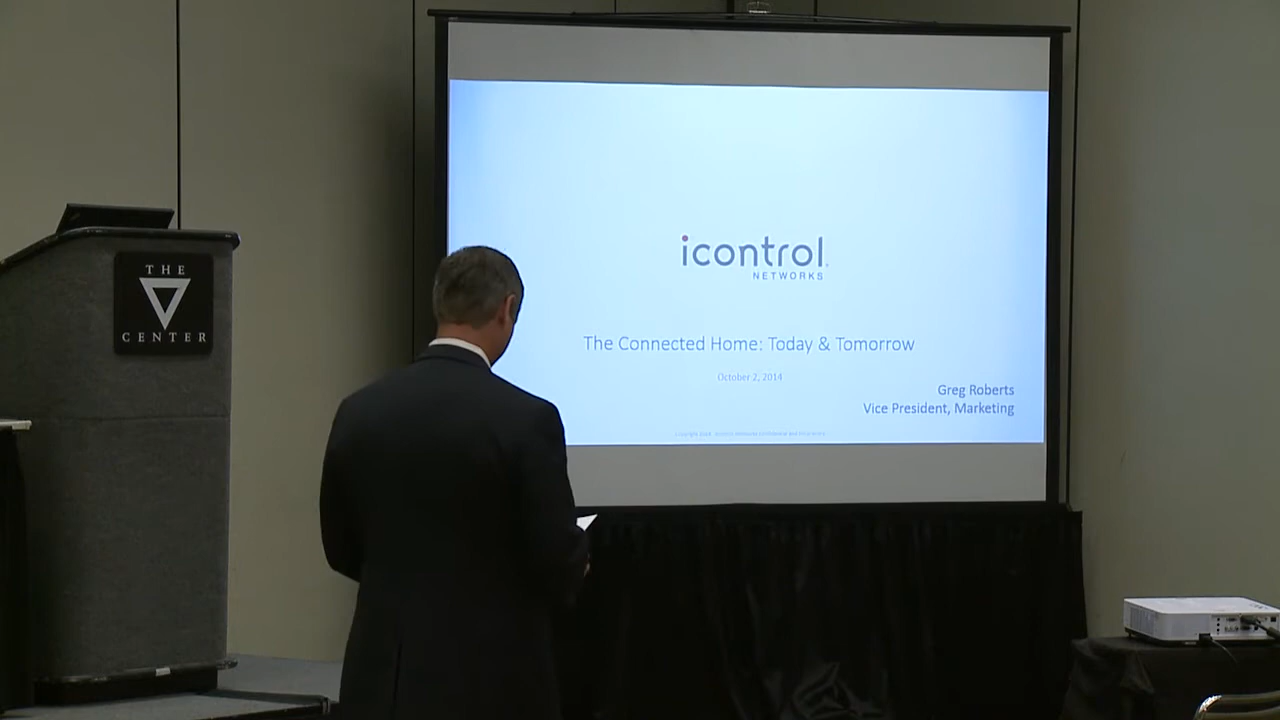 THE
CENTER
icontrol
NETWORKS
The Connected Home: Today & Tomorrow
October 2, 2014
Greg Roberts
Vice President, Marketing